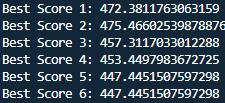 Best Score 1: 472.3811763063159
Best Score 2: 475.46602539878876
Best Score 3: 457.3117033012288
Best Score 4: 453.4497983672725
Best Score 5: 447.4451507597298
Best Score 6: 447.4451507597298